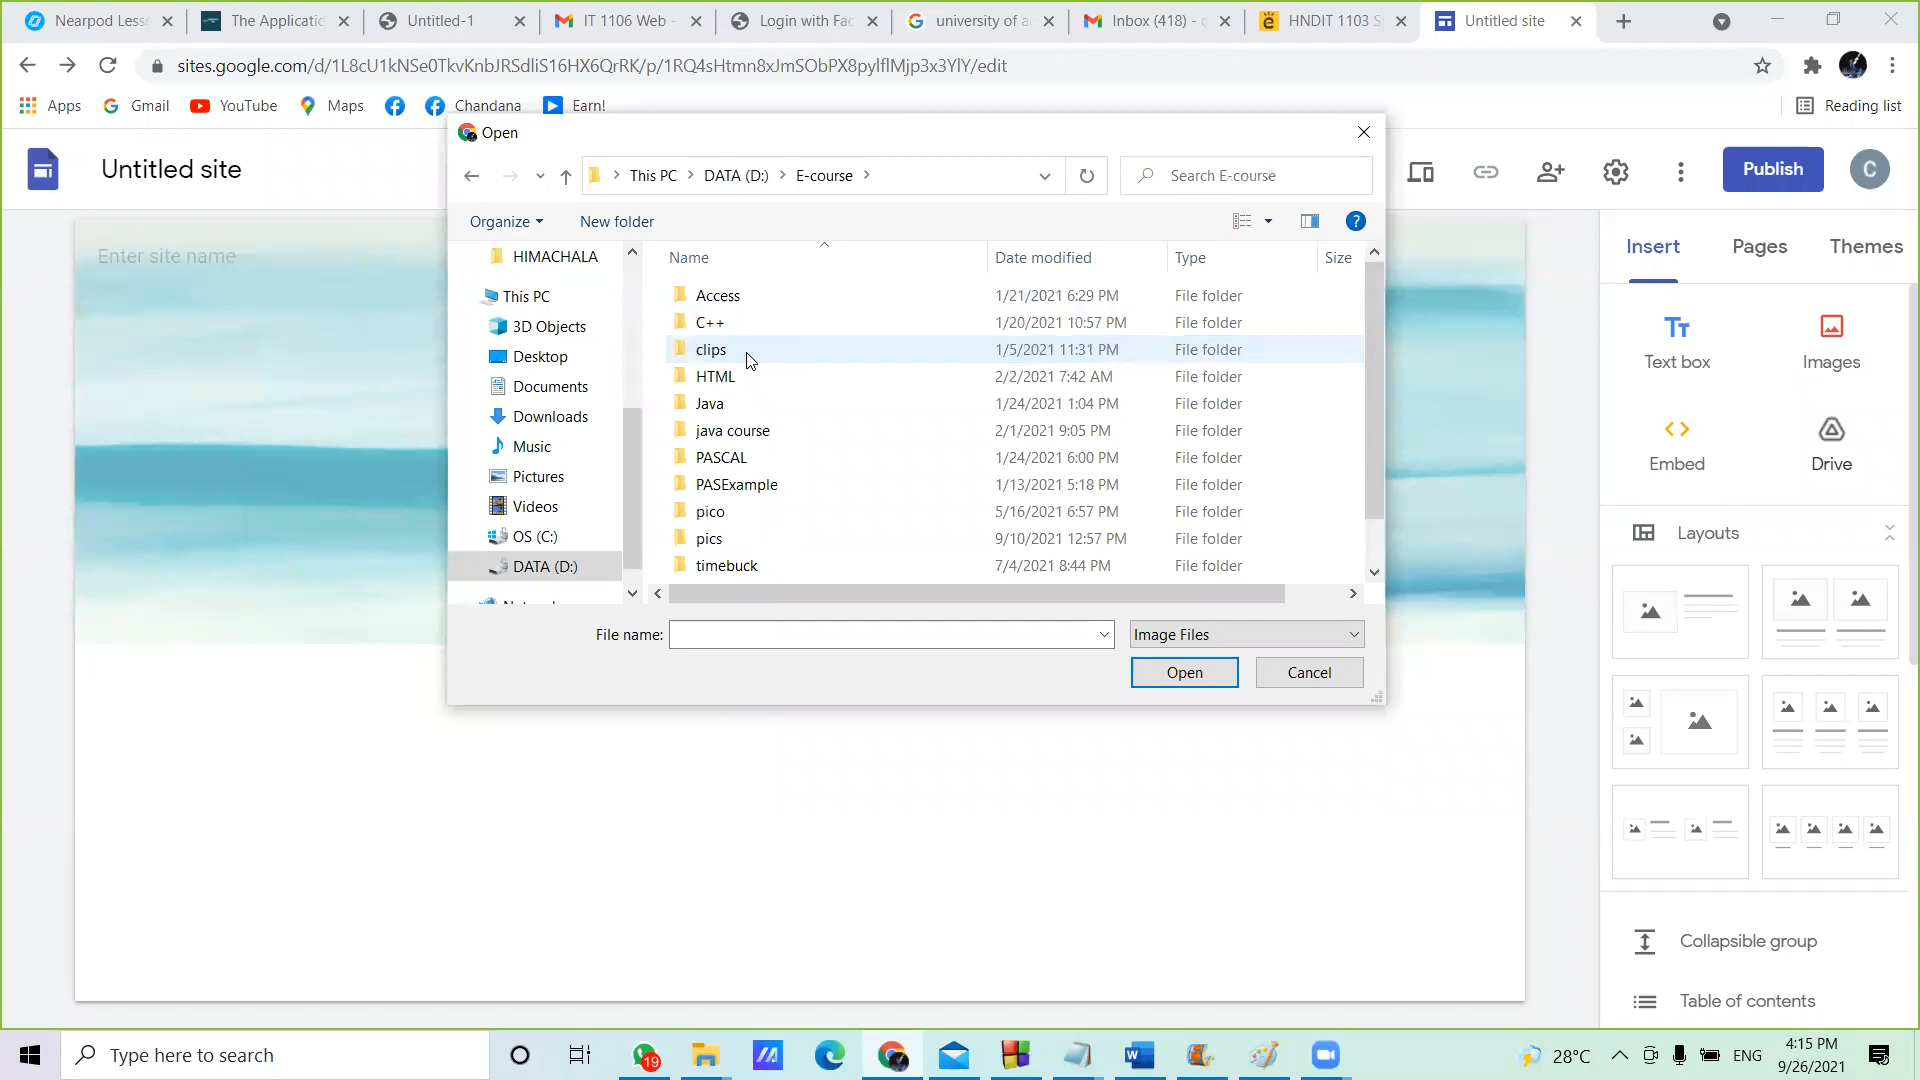 Nearpod Less
The Applicatio
Untitled-1
IT 1106 Web -
Login with Fac
university of a
Inbox (418) - c
HNDIT 1103 S
Untitled site
sites.google.com/d/1L8cU1kNSe0TkvKnbJRSdliS16HX6QrRK/p/1RQ4sHtmn8xJmSObPX8pylflMjp3x3YlY/edit
Apps
Gmail
YouTube
Maps
Chandana
Earn!
Reading list
Untitled site
Publish
C
Enter site name
Open
This PC
DATA (D:)
E-course
Search E-course
Organize
New folder
HIMACHALA
This PC
3D Objects
Desktop
Documents
Downloads
Music
Pictures
Videos
OS (C:)
DATA (D:)
Name Date modified Type Size
Access 1/21/2021 6:29 PM File folder
C++ 1/20/2021 10:57 PM File folder
clips 1/5/2021 11:31 PM File folder
HTML 2/2/2021 7:42 AM File folder
Java 1/24/2021 1:04 PM File folder
java course 2/1/2021 9:05 PM File folder
PASCAL 1/24/2021 6:00 PM File folder
PASExample 1/13/2021 5:18 PM File folder
pico 5/16/2021 6:57 PM File folder
pics 9/10/2021 12:57 PM File folder
timebuck 7/4/2021 8:44 PM File folder
File name:
Image Files
Open
Cancel
Insert
Pages
Themes
Text box
Images
Embed
Drive
Layouts
Collapsible group
Table of contents
Type here to search
19
28°C
ENG
4:15 PM
9/26/2021